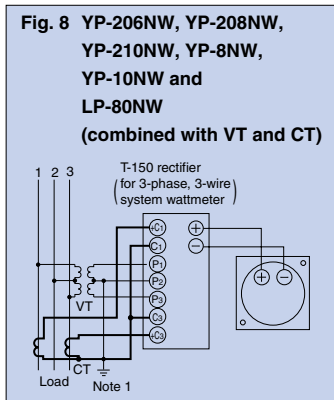 Fig. 8 YP-206NW, YP-208NW,
YP-210NW, YP-8NW,
YP-10NW and
LP-80NW
(combined with VT and CT)
T-150 rectifier
(for 3-phase, 3-wire
system wattmeter)
1 2 3
+C1
C1
P1
P2
P3
C3
+C3
+
−
+ −
VT
CT
Load
Note 1